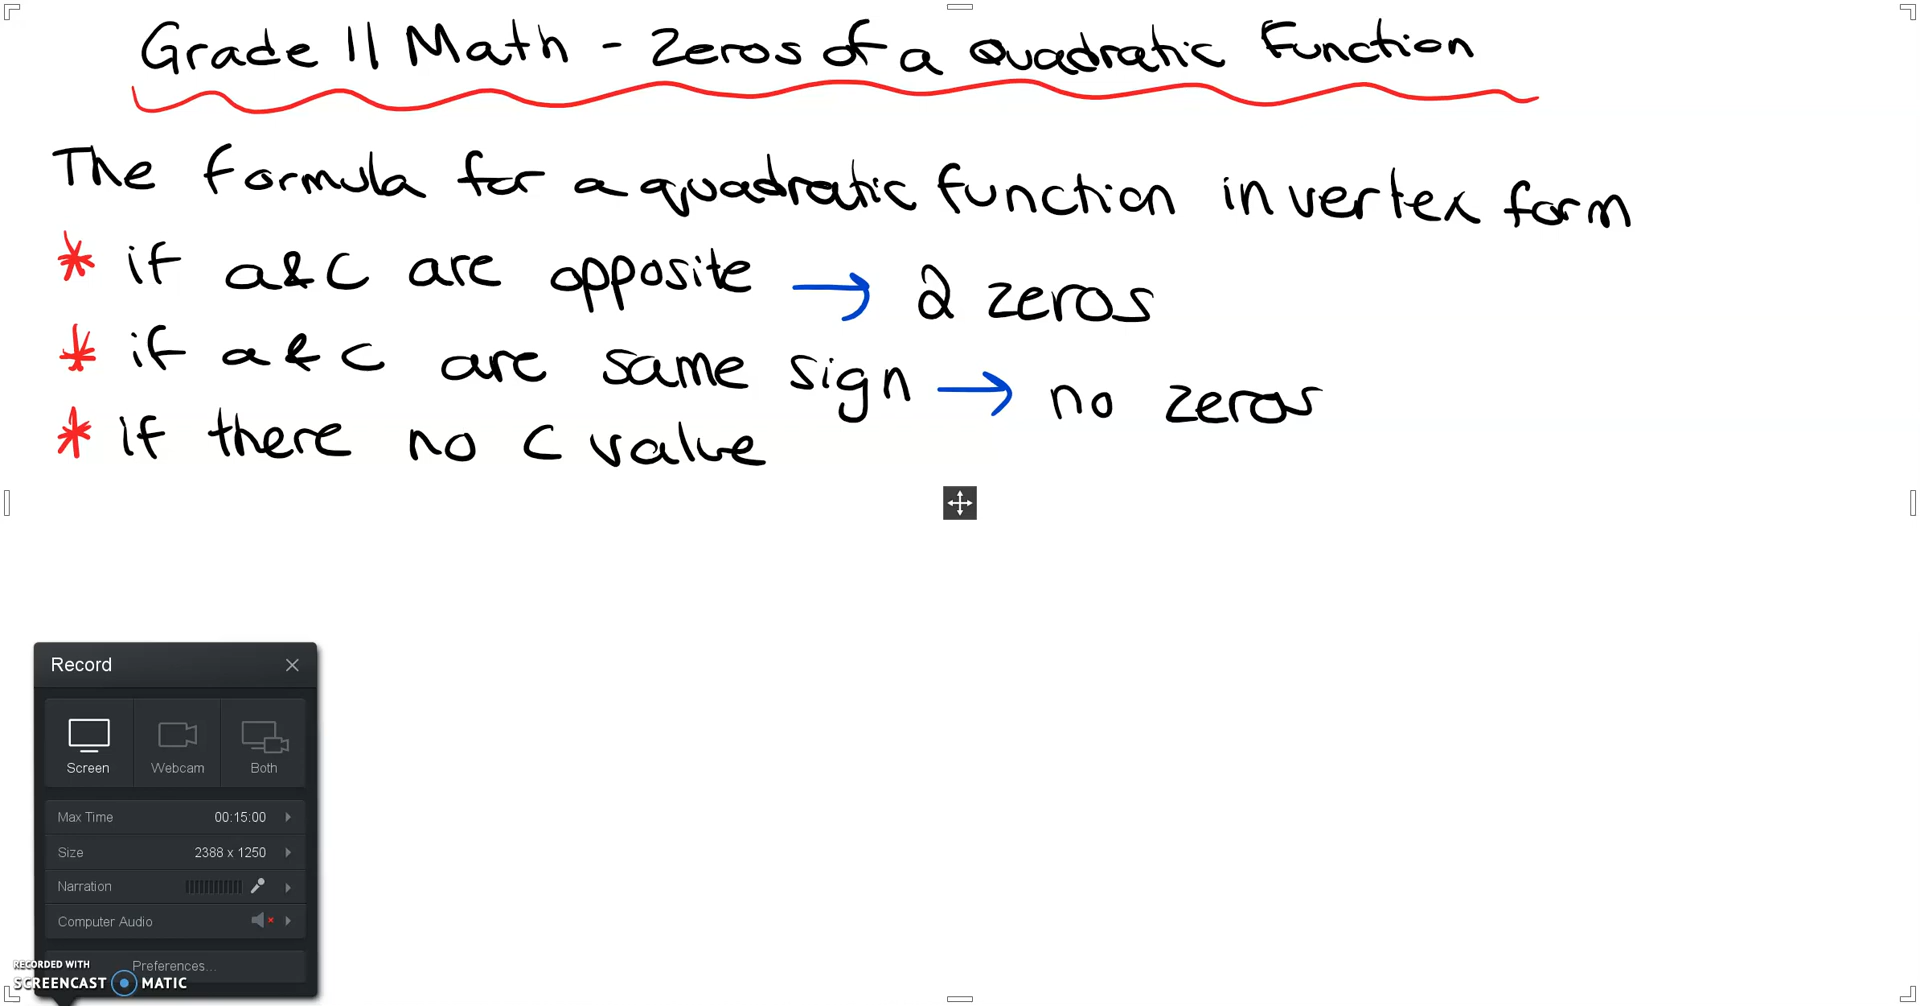 Grade 11 Math - Zeros of a Quadratic Function
The formula for a quadratic function in vertex form
* if a & c are opposite → 2 zeros
* if a & c are same sign → no zeros
* If there no c value
Record
Screen Webcam Both
Max Time 00:15:00
Size 2388 x 1250
Narration
Computer Audio
Preferences...
RECORDED WITH
SCREENCAST MATIC